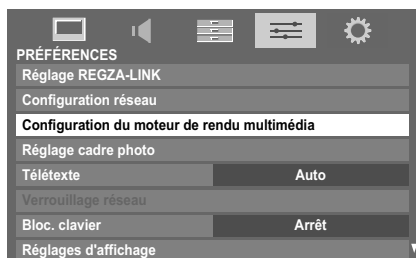 PRÉFÉRENCES
Réglage REGZA-LINK
Configuration réseau
Configuration du moteur de rendu multimédia
Réglage cadre photo
Télétexte Auto
Verrouillage réseau
Bloc. clavier Arrêt
Réglages d'affichage